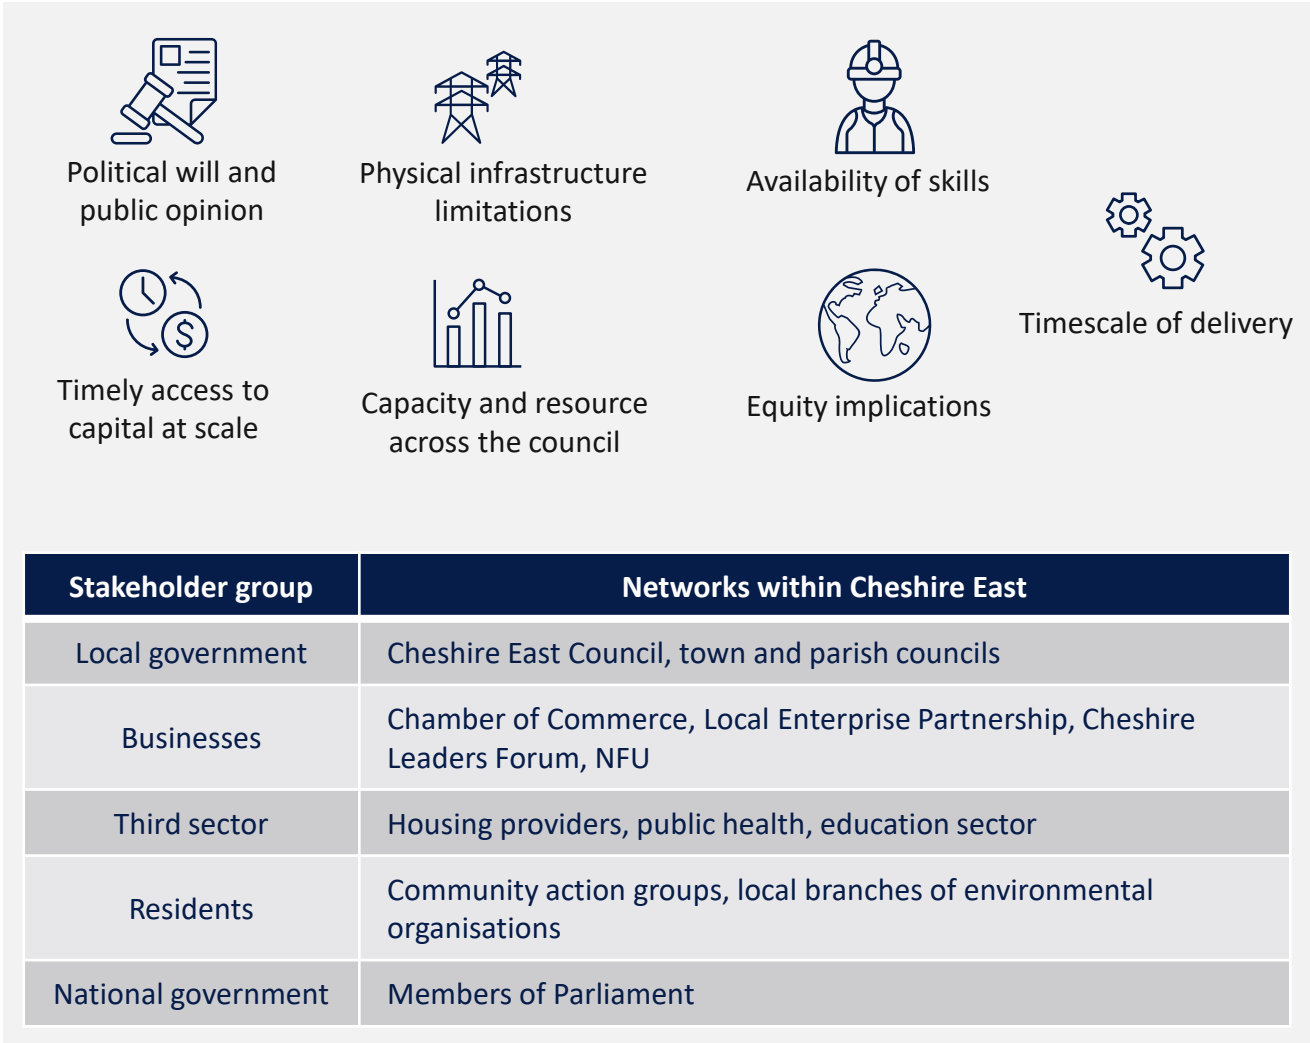 Political will and
public opinion
Physical infrastructure
limitations
Availability of skills
Timescale of delivery
$
Timely access to
capital at scale
Capacity and resource
across the council
Equity implications
Stakeholder group
Networks within Cheshire East
Local government
Cheshire East Council, town and parish councils
Businesses
Chamber of Commerce, Local Enterprise Partnership, Cheshire
Leaders Forum, NFU
Third sector
Housing providers, public health, education sector
Residents
Community action groups, local branches of environmental
organisations
National government
Members of Parliament